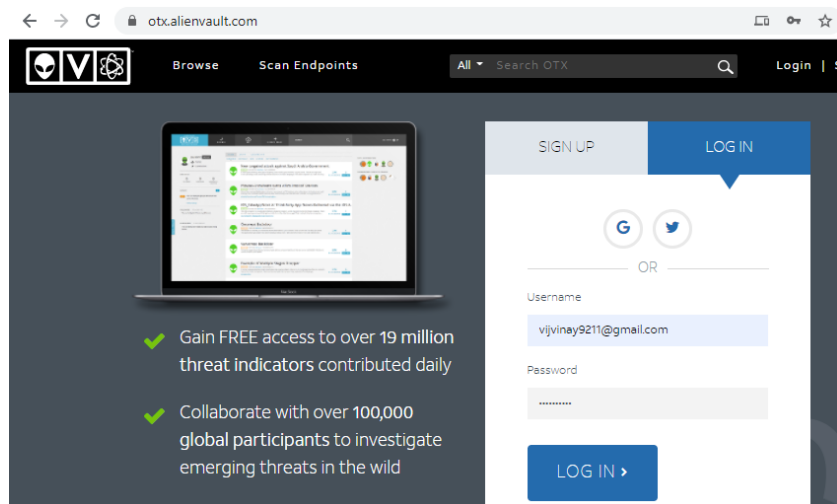 otx.alienvault.com
Browse
Scan Endpoints
All
Search OTX
Login |
SIGN UP
LOG IN
G
OR
Username
vijvinay9211@gmail.com
Password
··········
LOG IN >
Gain FREE access to over 19 million
threat indicators contributed daily
Collaborate with over 100,000
global participants to investigate
emerging threats in the wild